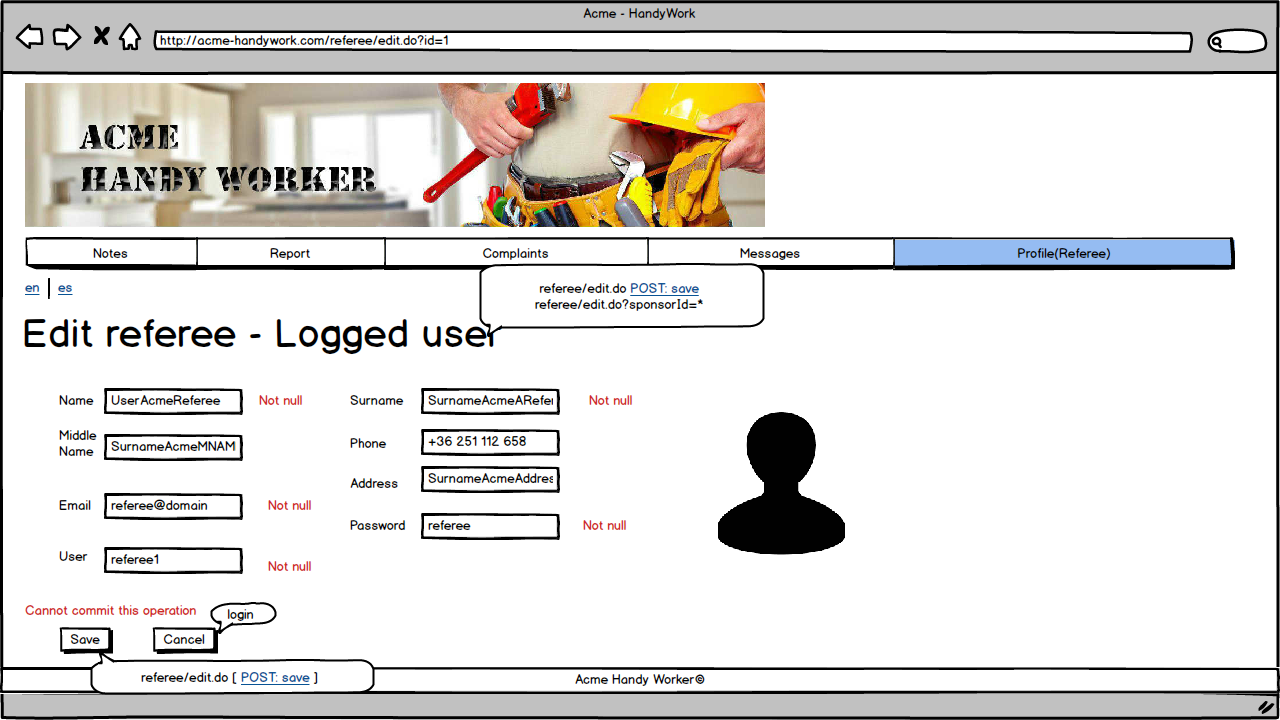 Acme - HandyWork
http://acme-handywork.com/referee/edit.do?id=1
ACME
HANDY WORKER
Notes Report Complaints Messages Profile(Referee)
en es
referee/edit.do POST: save
referee/edit.do?sponsorId=*
Edit referee - Logged user
Name UserAcmeReferee Not null Surname SurnameAcmeARefer Not null
Middle
Name SurnameAcmeMNAM Phone +36 251 112 658
Address SurnameAcmeAddres
Email referee@domain Not null Password referee Not null
User referee1 Not null
Cannot commit this operation login
Save Cancel
referee/edit.do [ POST: save ]
Acme Handy Worker©